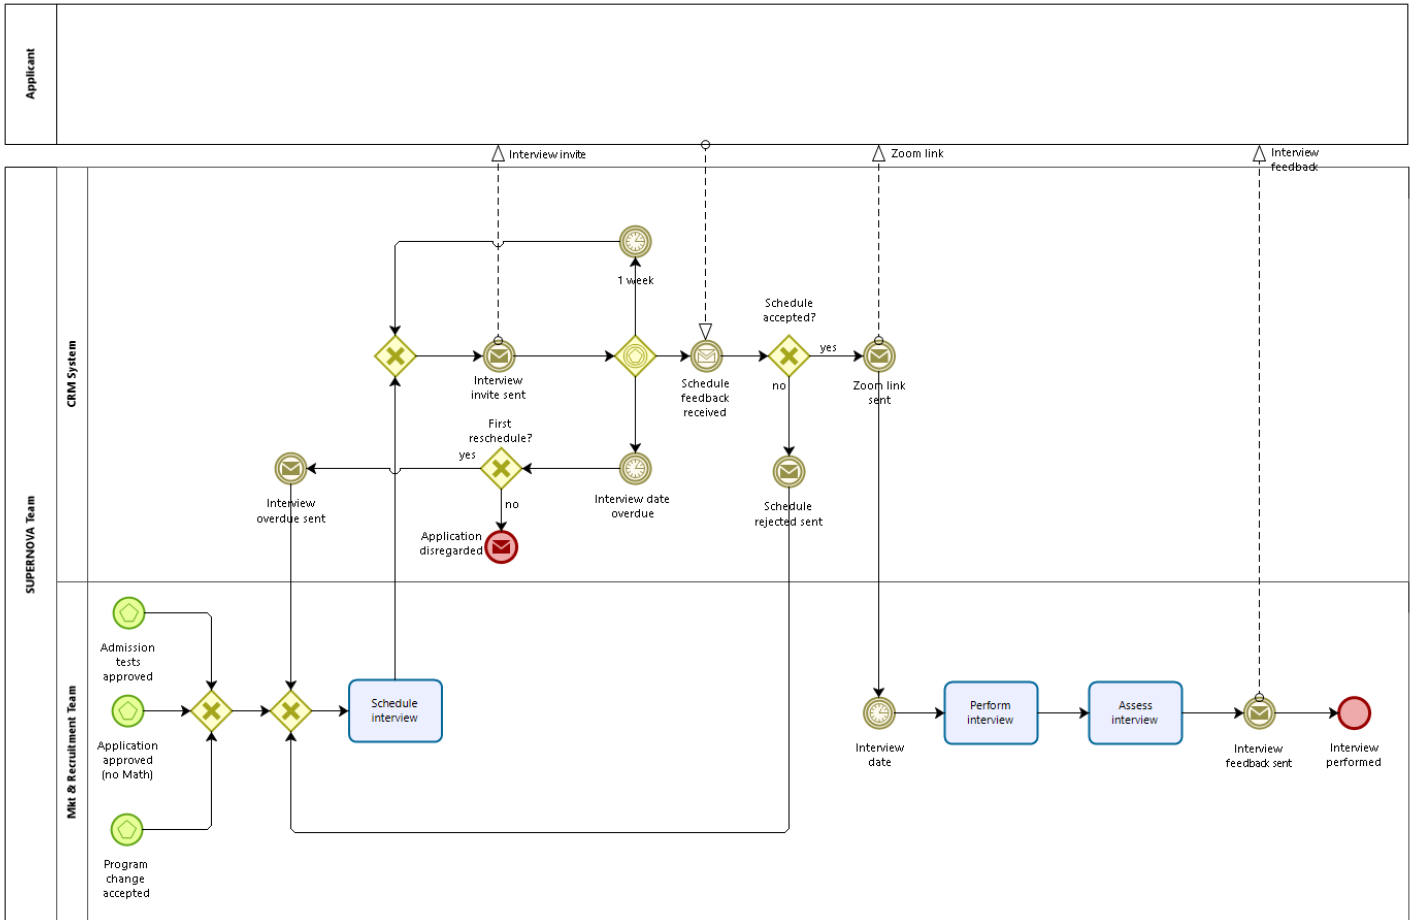 Applicant
Interview invite
Zoom link
Interview
feedback
SUPERNOVA Team
CRM System
1 week
Schedule
accepted?
yes
no
Interview
invite sent
Schedule
feedback
received
Zoom link
sent
First
reschedule?
yes
no
Interview
overdue sent
Interview date
overdue
Schedule
rejected sent
Application
disregarded
Mkt & Recruitment Team
Admission
tests
approved
Application
approved
(no Math)
Program
change
accepted
Schedule
interview
Interview
date
Perform
interview
Assess
interview
Interview
feedback sent
Interview
performed